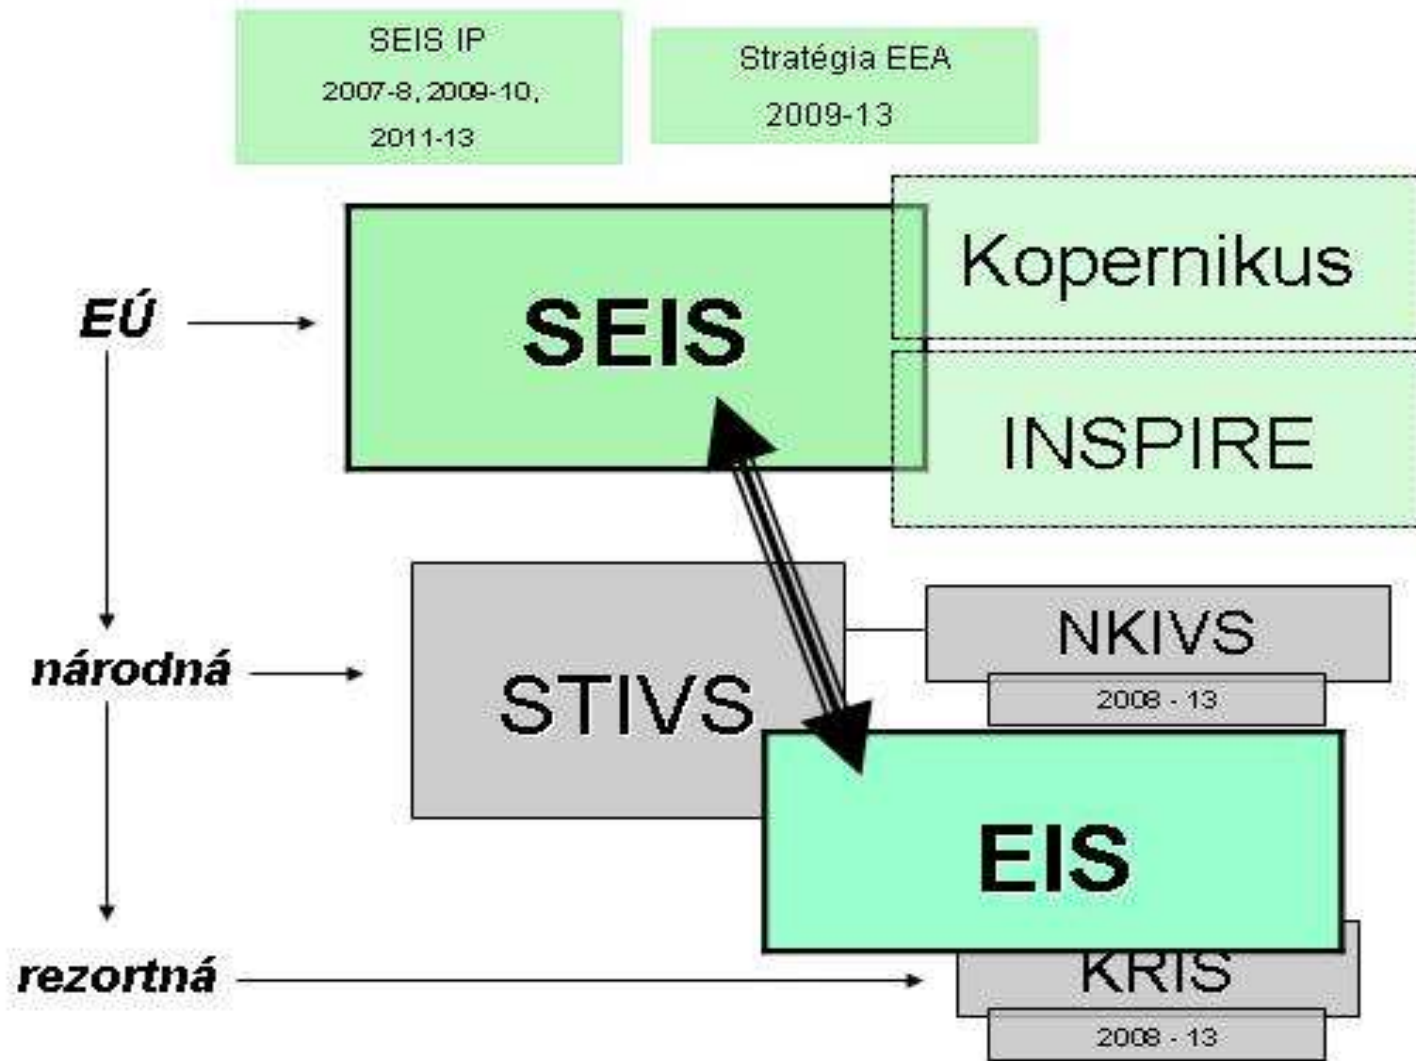 SEIS IP
2007-8, 2009-10,
2011-13
Stratégia EEA
2009-13
Kopernikus
EÚ
SEIS
INSPIRE
NKIVS
národná
STIVS
2008 - 13
EIS
rezortná
KRIS
2008 - 13